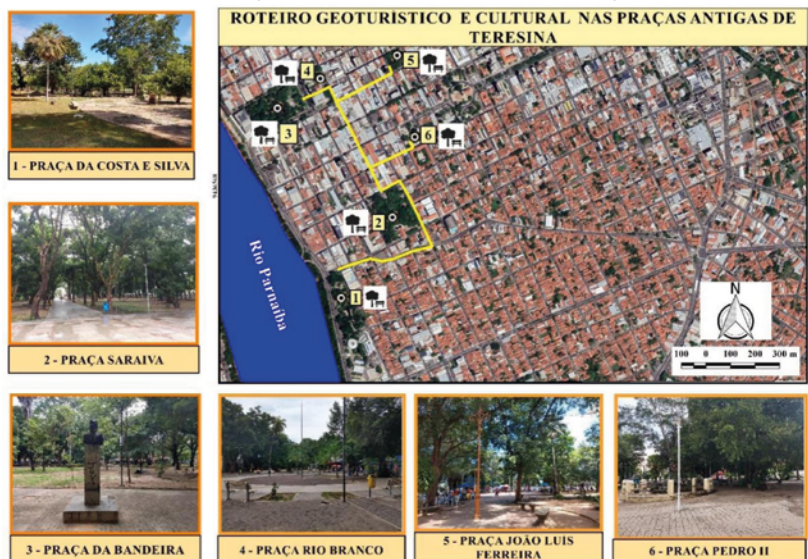 ROTEIRO GEOTURÍSTICO E CULTURAL NAS PRAÇAS ANTIGAS DE
TERESINA
1 - PRAÇA DA COSTA E SILVA
2 - PRAÇA SARAIVA
4
5
3
6
2
1
Rio Parnaíba
N
100 0 100 200 300 m
3 - PRAÇA DA BANDEIRA
4 - PRAÇA RIO BRANCO
5 - PRAÇA JOÃO LUIS
FERREIRA
6 - PRAÇA PEDRO II